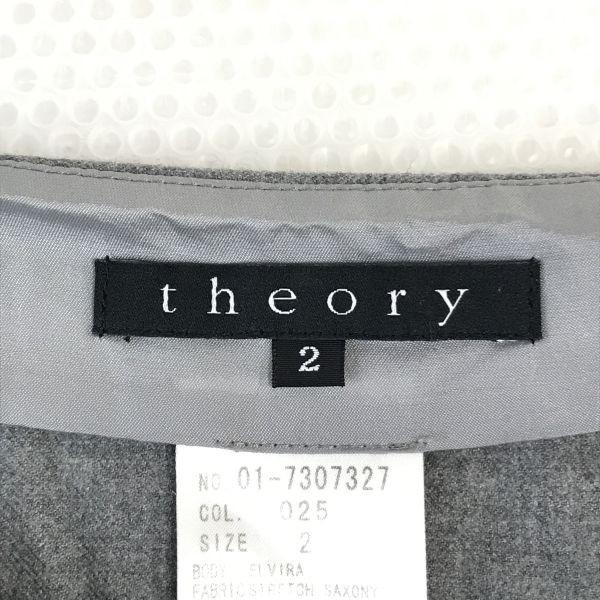 theory
2
NO. 01-7307327
COL. 025
SIZE 2
BODY ELVIRA
FABRIC STRETCH SAXONY